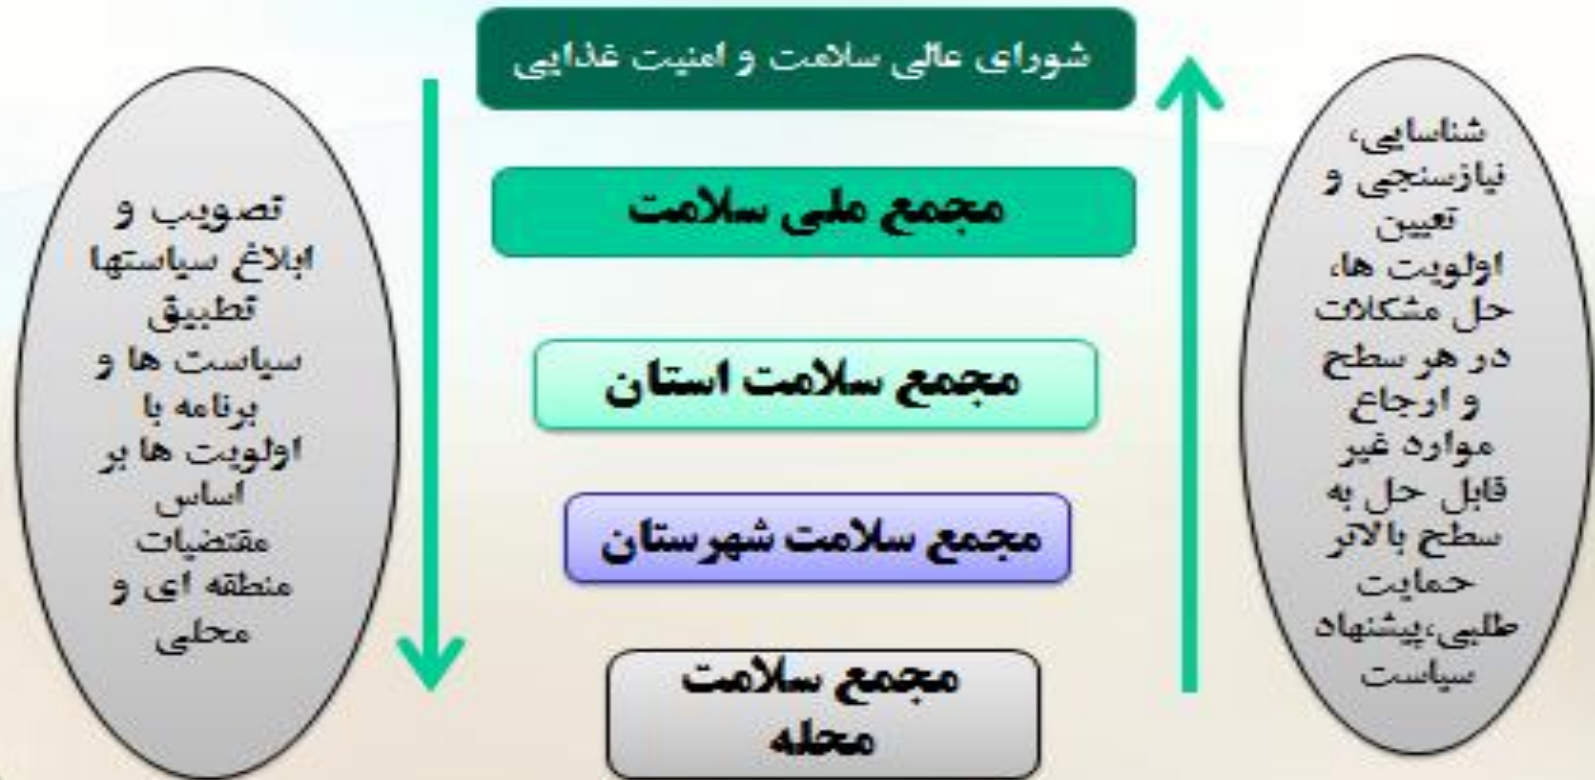 شورای عالی سلامت و امنیت غذایی
مجمع ملی سلامت
مجمع سلامت استان
مجمع سلامت شهرستان
مجمع سلامت
محله
شناسایی،
نیازسنجی و
تعیین
اولویت ها،
حل مشکلات
در هر سطح
و ارجاع
موارد غیر
قابل حل به
سطح بالاتر
حمایت
طلبی،پیشنهاد
سیاست
تصویب و
ابلاغ سیاستها
تطبیق
سیاست ها و
برنامه با
اولویت ها بر
اساس
مقتضیات
منطقه ای و
محلی